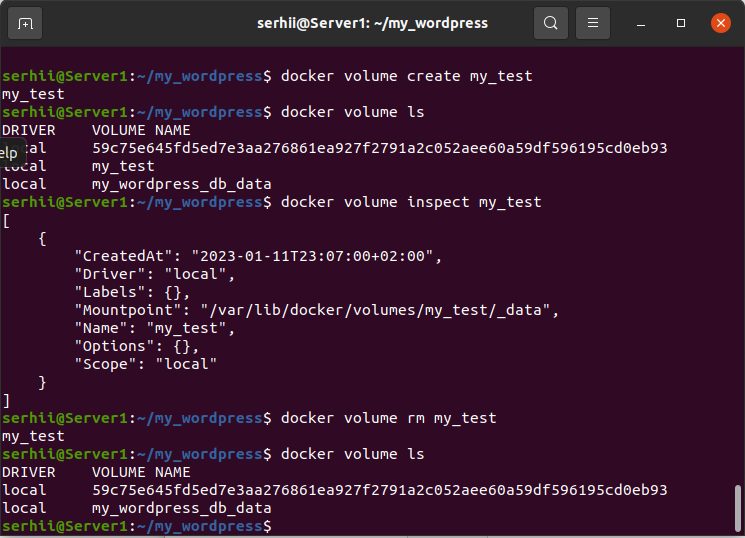 serhii@Server1: ~/my_wordpress
serhii@Server1:~/my_wordpress$ docker volume create my_test
my_test
serhii@Server1:~/my_wordpress$ docker volume ls
DRIVER    VOLUME NAME
local     59c75e645fd5ed7e3aa276861ea927f2791a2c052aee60a59df596195cd0eb93
elp
local     my_test
local     my_wordpress_db_data
serhii@Server1:~/my_wordpress$ docker volume inspect my_test
[
    {
        "CreatedAt": "2023-01-11T23:07:00+02:00",
        "Driver": "local",
        "Labels": {},
        "Mountpoint": "/var/lib/docker/volumes/my_test/_data",
        "Name": "my_test",
        "Options": {},
        "Scope": "local"
    }
]
serhii@Server1:~/my_wordpress$ docker volume rm my_test
my_test
serhii@Server1:~/my_wordpress$ docker volume ls
DRIVER    VOLUME NAME
local     59c75e645fd5ed7e3aa276861ea927f2791a2c052aee60a59df596195cd0eb93
local     my_wordpress_db_data
serhii@Server1:~/my_wordpress$